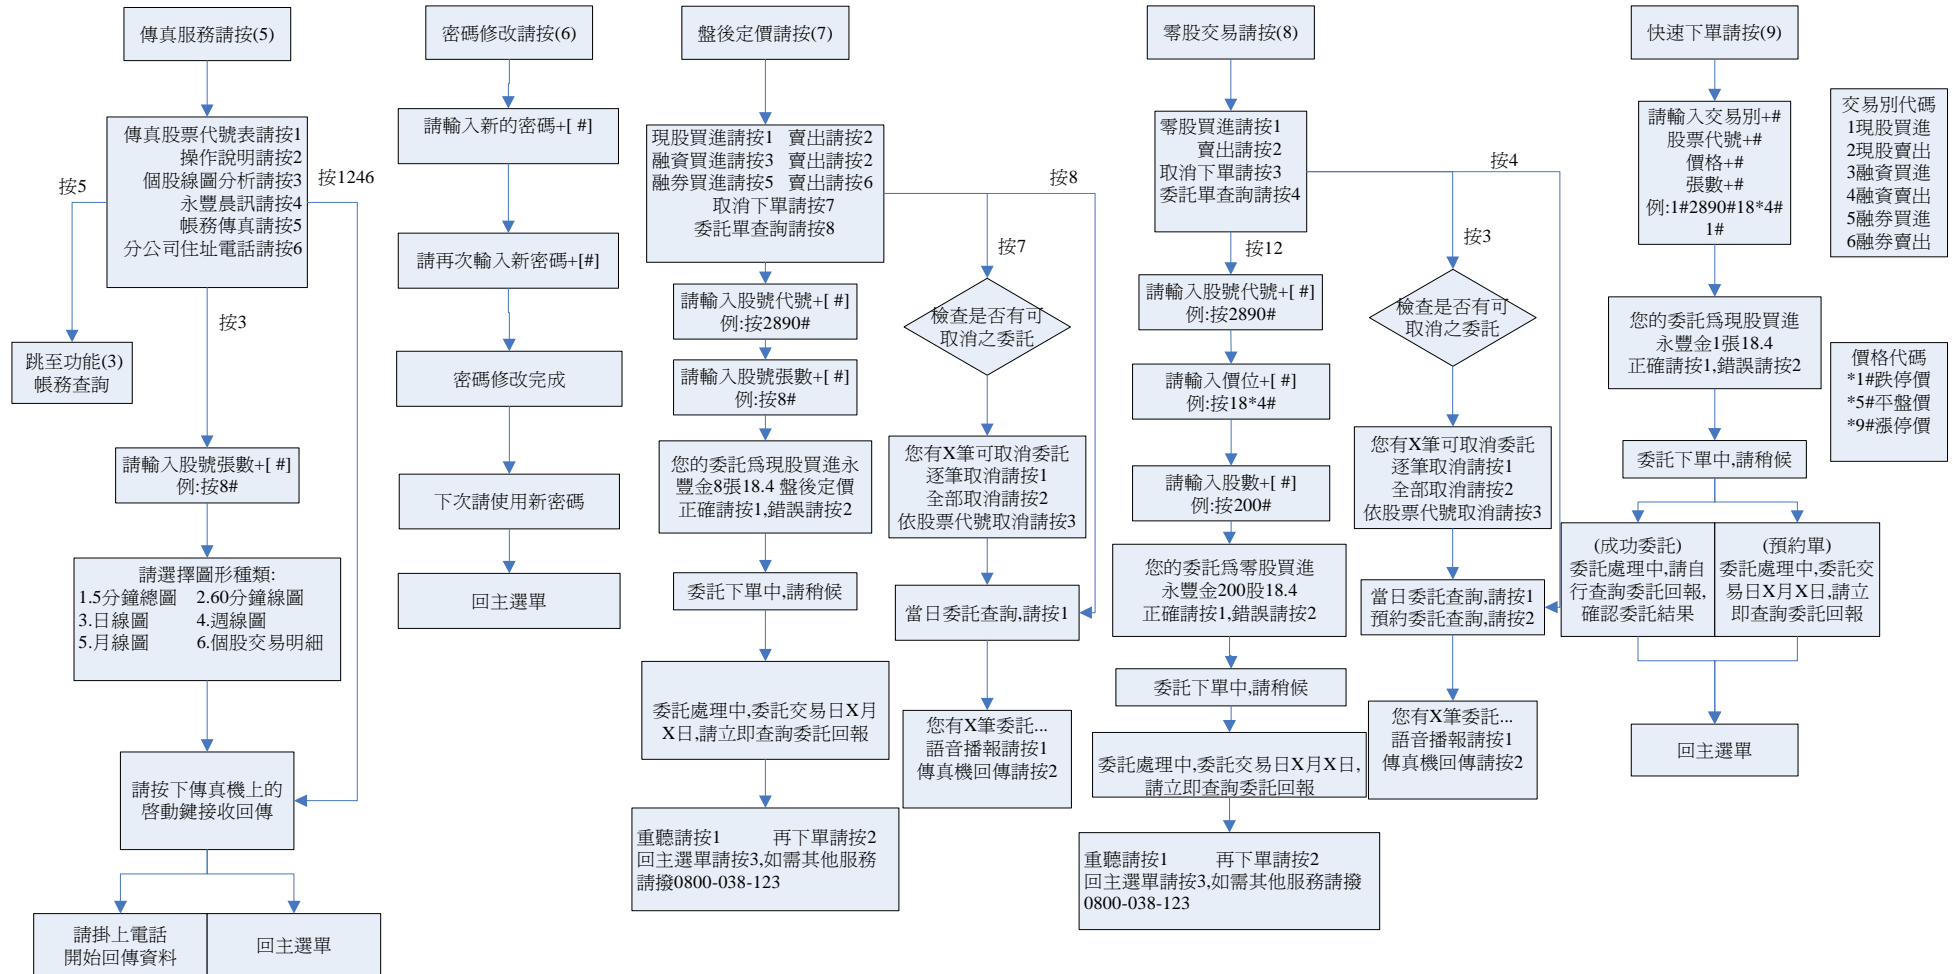 傳真服務請按(5)
傳真股票代號表請按1
操作說明請按2
個股線圖分析請按3
永豐晨訊請按4
帳務傳真請按5
分公司住址電話請按6
按5
按1246
跳至功能(3)
帳務查詢
按3
請輸入股號張數+[ #]
例:按8#
請選擇圖形種類:
1.5分鐘總圖 2.60分鐘線圖
3.日線圖 4.週線圖
5.月線圖 6.個股交易明細
請按下傳真機上的
啓動鍵接收回傳
請掛上電話
開始回傳資料
回主選單
密碼修改請按(6)
請輸入新的密碼+[ #]
請再次輸入新密碼+[#]
密碼修改完成
下次請使用新密碼
回主選單
盤後定價請按(7)
現股買進請按1 賣出請按2
融資買進請按3 賣出請按2
融券買進請按5 賣出請按6
取消下單請按7
委託單查詢請按8
按8
按7
請輸入股號代號+[ #]
例:按2890#
請輸入股號張數+[ #]
例:按8#
您的委託爲現股買進永
豐金8張18.4 盤後定價
正確請按1,錯誤請按2
委託下單中,請稍候
委託處理中,委託交易日X月
X日,請立即查詢委託回報
重聽請按1 再下單請按2
回主選單請按3,如需其他服務
請撥0800-038-123
檢查是否有可
取消之委託
您有X筆可取消委託
逐筆取消請按1
全部取消請按2
依股票代號取消請按3
當日委託查詢,請按1
您有X筆委託...
語音播報請按1
傳真機回傳請按2
零股交易請按(8)
零股買進請按1
賣出請按2
取消下單請按3
委託單查詢請按4
按4
按3
按12
請輸入股號代號+[ #]
例:按2890#
請輸入價位+[ #]
例:按18*4#
請輸入股數+[ #]
例:按200#
您的委託爲零股買進
永豐金200股18.4
正確請按1,錯誤請按2
委託下單中,請稍候
委託處理中,委託交易日X月X日,
請立即查詢委託回報
重聽請按1 再下單請按2
回主選單請按3,如需其他服務請撥
0800-038-123
檢查是否有可
取消之委託
您有X筆可取消委託
逐筆取消請按1
全部取消請按2
依股票代號取消請按3
當日委託查詢,請按1
預約委託查詢,請按2
您有X筆委託...
語音播報請按1
傳真機回傳請按2
快速下單請按(9)
請輸入交易別+#
股票代號+#
價格+#
張數+#
例:1#2890#18*4#
1#
您的委託爲現股買進
永豐金1張18.4
正確請按1,錯誤請按2
委託下單中,請稍候
(成功委託)
委託處理中,請自
行查詢委託回報,
確認委託結果
(預約單)
委託處理中,委託交
易日X月X日,請立
即查詢委託回報
回主選單
交易別代碼
1現股買進
2現股賣出
3融資買進
4融資賣出
5融券買進
6融券賣出
價格代碼
*1#跌停價
*5#平盤價
*9#漲停價